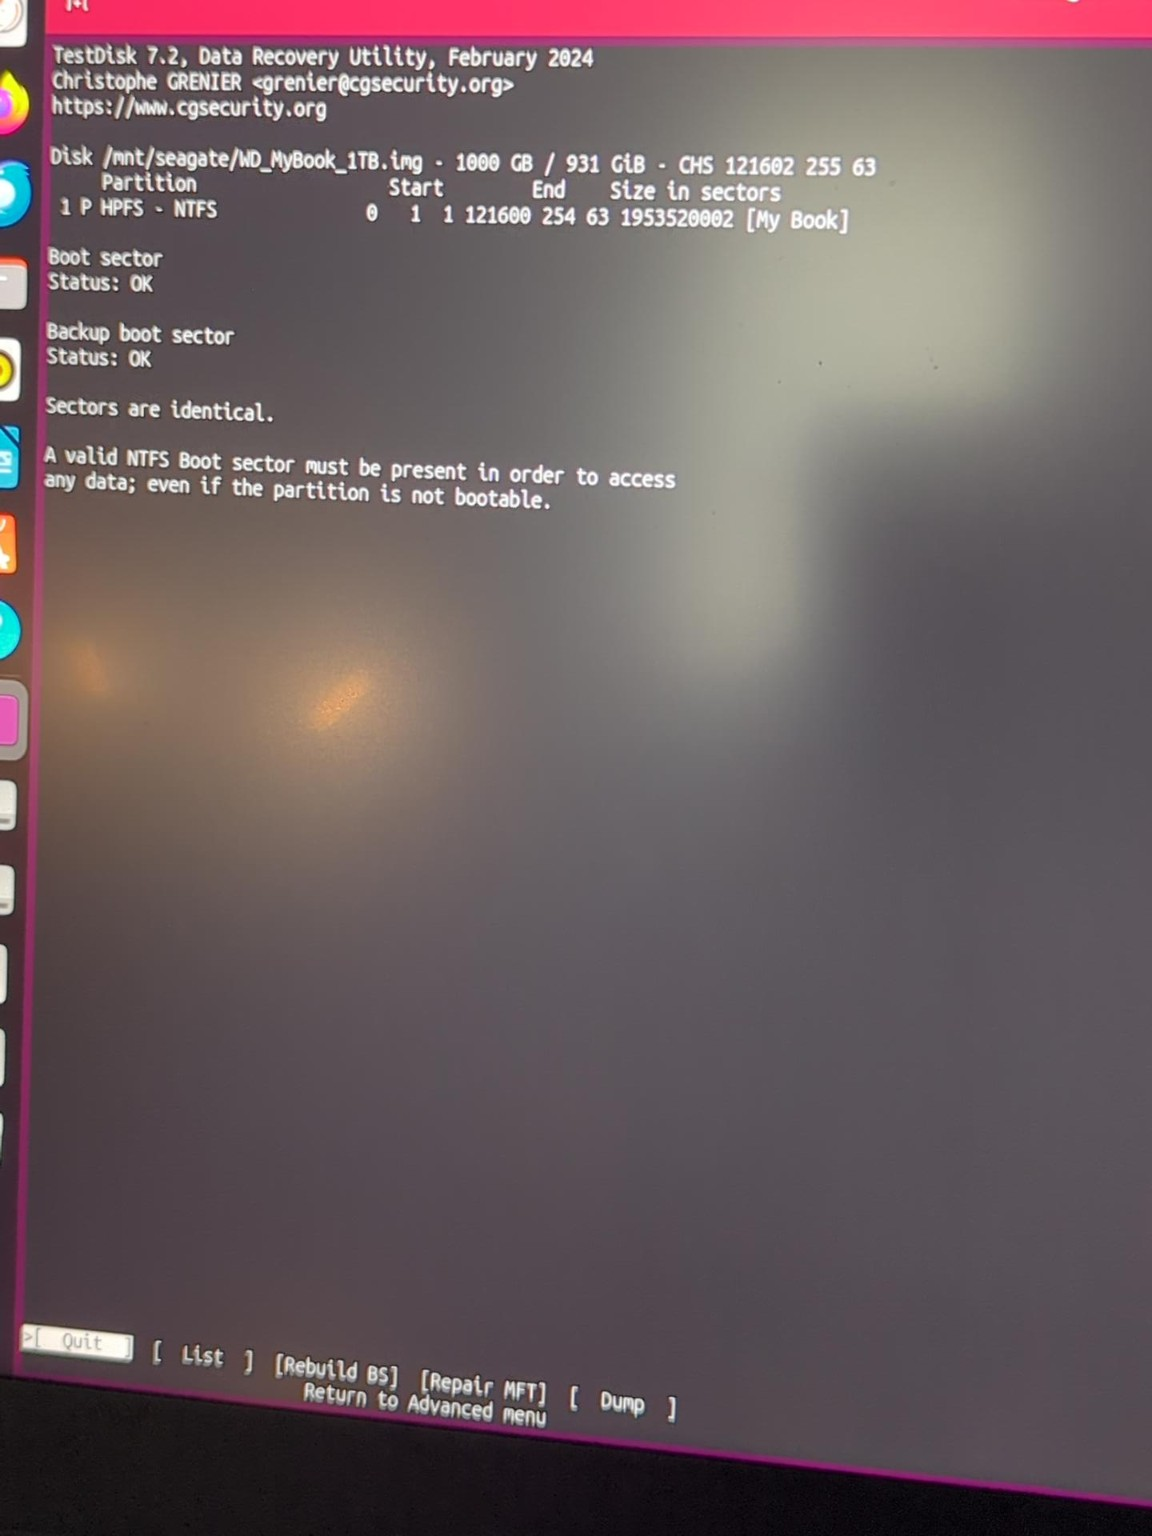 TestDisk 7.2, Data Recovery Utility, February 2024
Christophe GRENIER <grenier@cgsecurity.org>
https://www.cgsecurity.org
Disk /mnt/seagate/WD_MyBook_1TB.img - 1000 GB / 931 GiB - CHS 121602 255 63
Partition Start End Size in sectors
1 P HPFS - NTFS 0 1 1 121600 254 63 1953520002 [My Book]
Boot sector
Status: OK
Backup boot sector
Status: OK
Sectors are identical.
A valid NTFS Boot sector must be present in order to access
any data; even if the partition is not bootable.
>[ Quit ] [ List ] [Rebuild BS] [Repair MFT] [ Dump ]
Return to Advanced menu